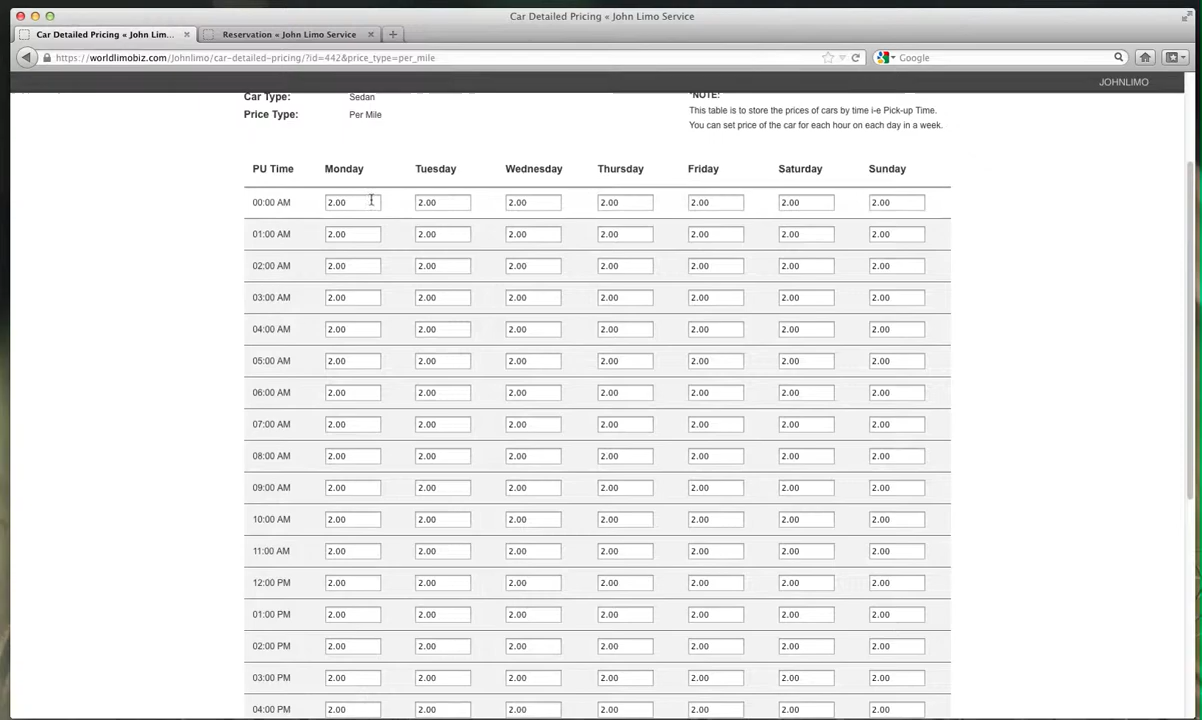 Car Detailed Pricing « John Limo Service
Car Detailed Pricing « John Lim...
Reservation « John Limo Service
https://worldlimobiz.com/Johnlimo/car-detailed-pricing/?id=442&price_type=per_mile
Google
JOHNLIMO
Car Type: Sedan
Price Type: Per Mile
*NOTE:
This table is to store the prices of cars by time i-e Pick-up Time.
You can set price of the car for each hour on each day in a week.
PU Time Monday Tuesday Wednesday Thursday Friday Saturday Sunday
00:00 AM 2.00 2.00 2.00 2.00 2.00 2.00 2.00
01:00 AM 2.00 2.00 2.00 2.00 2.00 2.00 2.00
02:00 AM 2.00 2.00 2.00 2.00 2.00 2.00 2.00
03:00 AM 2.00 2.00 2.00 2.00 2.00 2.00 2.00
04:00 AM 2.00 2.00 2.00 2.00 2.00 2.00 2.00
05:00 AM 2.00 2.00 2.00 2.00 2.00 2.00 2.00
06:00 AM 2.00 2.00 2.00 2.00 2.00 2.00 2.00
07:00 AM 2.00 2.00 2.00 2.00 2.00 2.00 2.00
08:00 AM 2.00 2.00 2.00 2.00 2.00 2.00 2.00
09:00 AM 2.00 2.00 2.00 2.00 2.00 2.00 2.00
10:00 AM 2.00 2.00 2.00 2.00 2.00 2.00 2.00
11:00 AM 2.00 2.00 2.00 2.00 2.00 2.00 2.00
12:00 PM 2.00 2.00 2.00 2.00 2.00 2.00 2.00
01:00 PM 2.00 2.00 2.00 2.00 2.00 2.00 2.00
02:00 PM 2.00 2.00 2.00 2.00 2.00 2.00 2.00
03:00 PM 2.00 2.00 2.00 2.00 2.00 2.00 2.00
04:00 PM 2.00 2.00 2.00 2.00 2.00 2.00 2.00